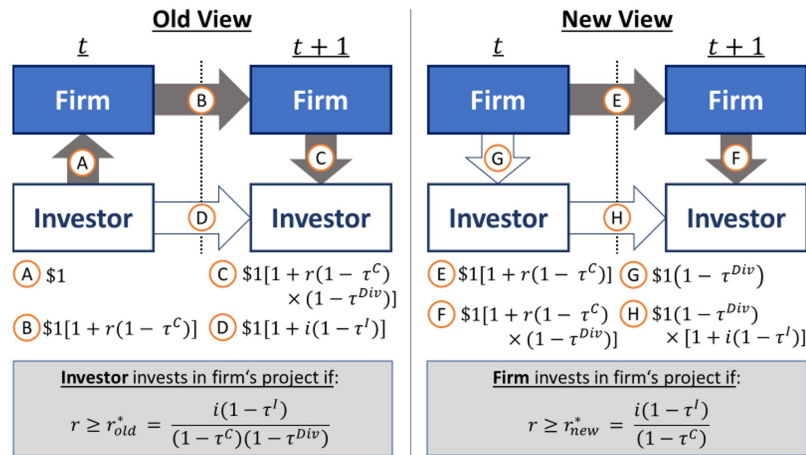 Old View
t
t + 1
Firm
B
Firm
A
C
Investor
D
Investor
A $1
C $1[1 + r(1 − τ^C)
× (1 − τ^Div)]
B $1[1 + r(1 − τ^C)]
D $1[1 + i(1 − τ^I)]
Investor invests in firm‘s project if:
r ≥ r*_old = i(1 − τ^I) / (1 − τ^C)(1 − τ^Div)
New View
t
t + 1
Firm
E
Firm
G
F
Investor
H
Investor
E $1[1 + r(1 − τ^C)]
G $1(1 − τ^Div)
F $1[1 + r(1 − τ^C)
× (1 − τ^Div)]
H $1(1 − τ^Div)
× [1 + i(1 − τ^I)]
Firm invests in firm‘s project if:
r ≥ r*_new = i(1 − τ^I) / (1 − τ^C)